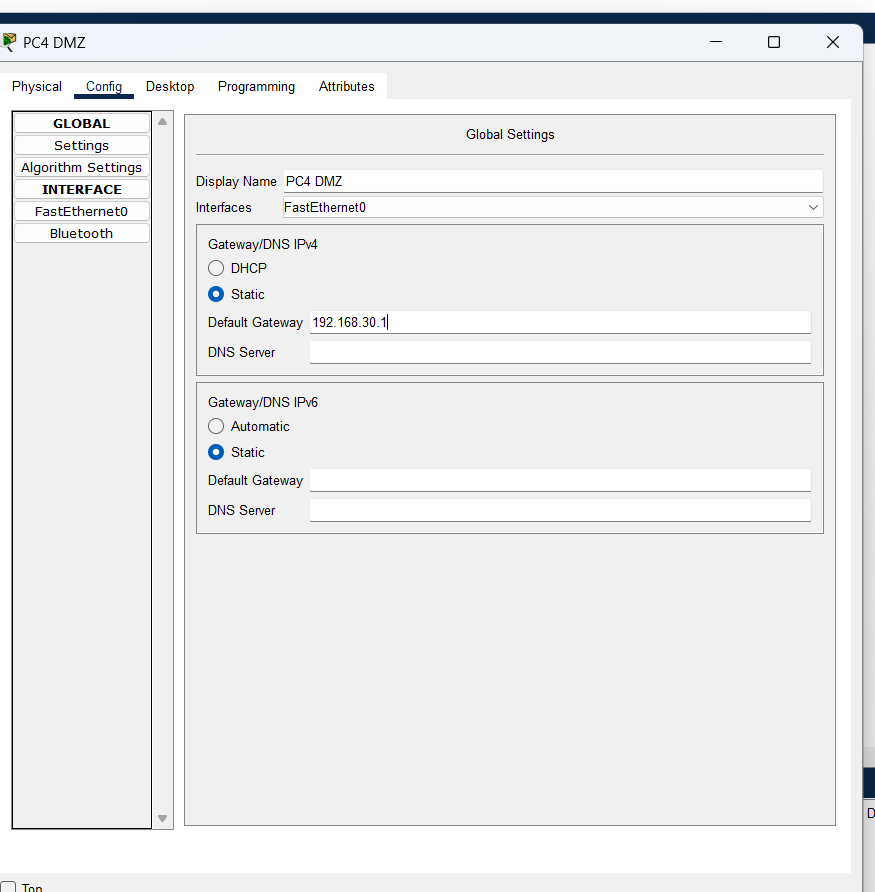 PC4 DMZ
Physical Config Desktop Programming Attributes
GLOBAL
Settings
Algorithm Settings
INTERFACE
FastEthernet0
Bluetooth
Global Settings
Display Name PC4 DMZ
Interfaces FastEthernet0
Gateway/DNS IPv4
DHCP
Static
Default Gateway 192.168.30.1
DNS Server
Gateway/DNS IPv6
Automatic
Static
Default Gateway
DNS Server
D
Top